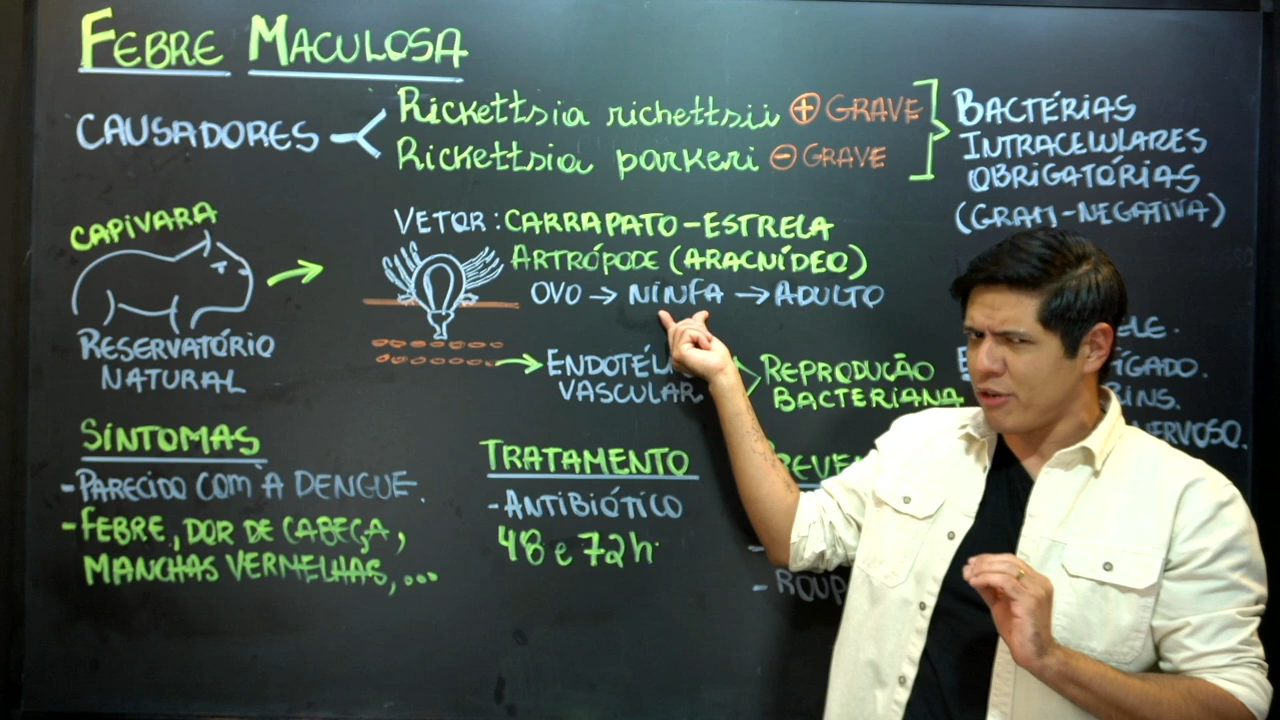 FEBRE MACULOSA
CAUSADORES
Rickettsia richettsii + GRAVE
Rickettsia parkeri - GRAVE
BACTÉRIAS
INTRACELULARES
OBRIGATÓRIAS
(GRAM-NEGATIVA)
CAPIVARA
RESERVATÓRIO
NATURAL
VETOR: CARRAPATO-ESTRELA
ARTRÓPODE (ARACNÍDEO)
OVO → NINFA → ADULTO
VASCULAR
REPRODUÇÃO
BACTERIANA
SINTOMAS
- PARECIDO COM A DENGUE.
- FEBRE, DOR DE CABEÇA,
MANCHAS VERMELHAS,...
TRATAMENTO
- ANTIBIÓTICO
48 e 72h.